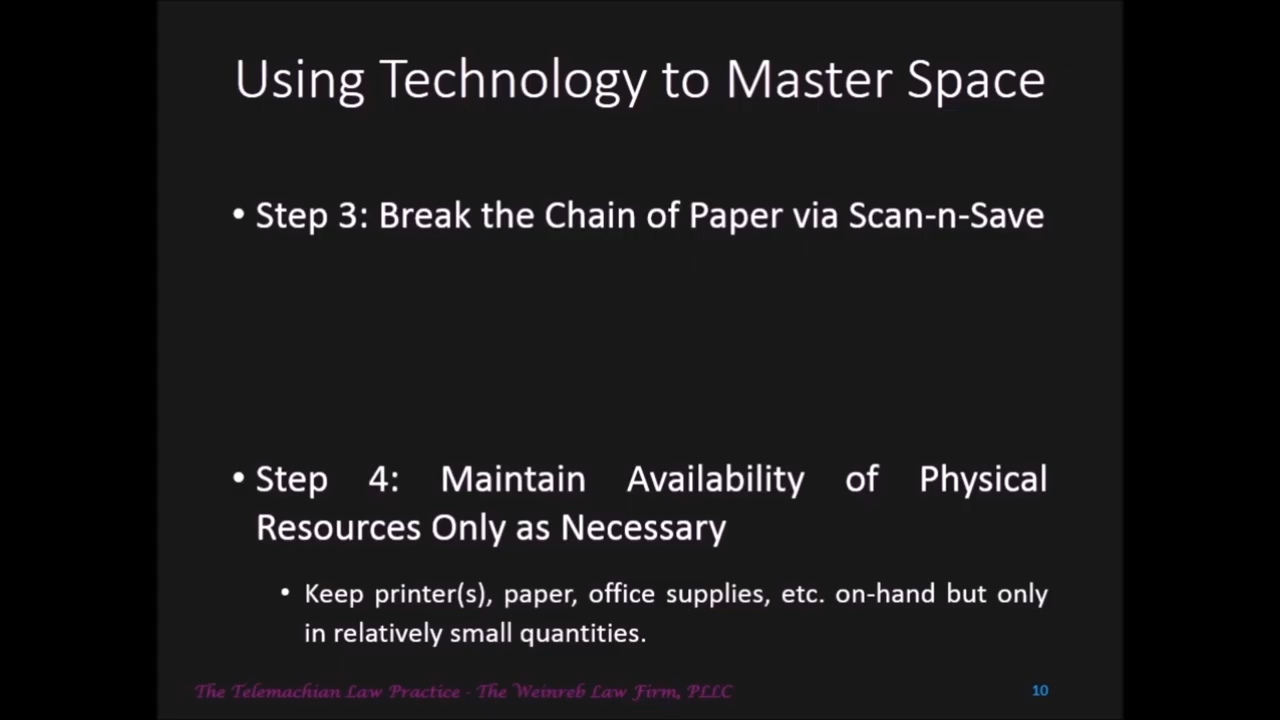 Using Technology to Master Space
• Step 3: Break the Chain of Paper via Scan-n-Save
• Step 4: Maintain Availability of Physical
Resources Only as Necessary
• Keep printer(s), paper, office supplies, etc. on-hand but only
in relatively small quantities.
The Telemachian Law Practice - The Weinreb Law Firm, PLLC
10